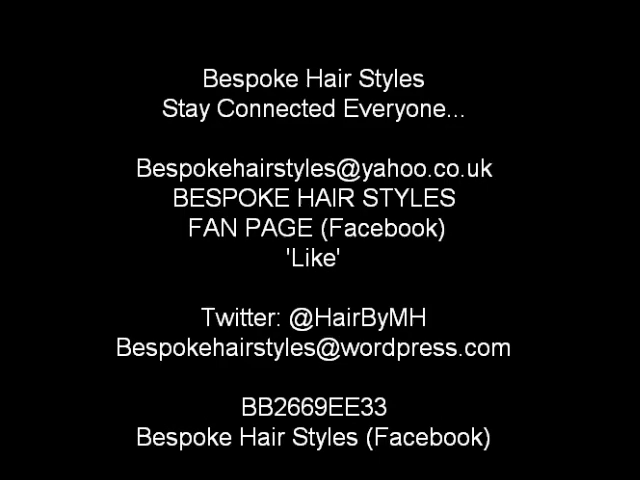 Bespoke Hair Styles
Stay Connected Everyone...
Bespokehairstyles@yahoo.co.uk
BESPOKE HAIR STYLES
FAN PAGE (Facebook)
'Like'
Twitter: @HairByMH
Bespokehairstyles@wordpress.com
BB2669EE33
Bespoke Hair Styles (Facebook)